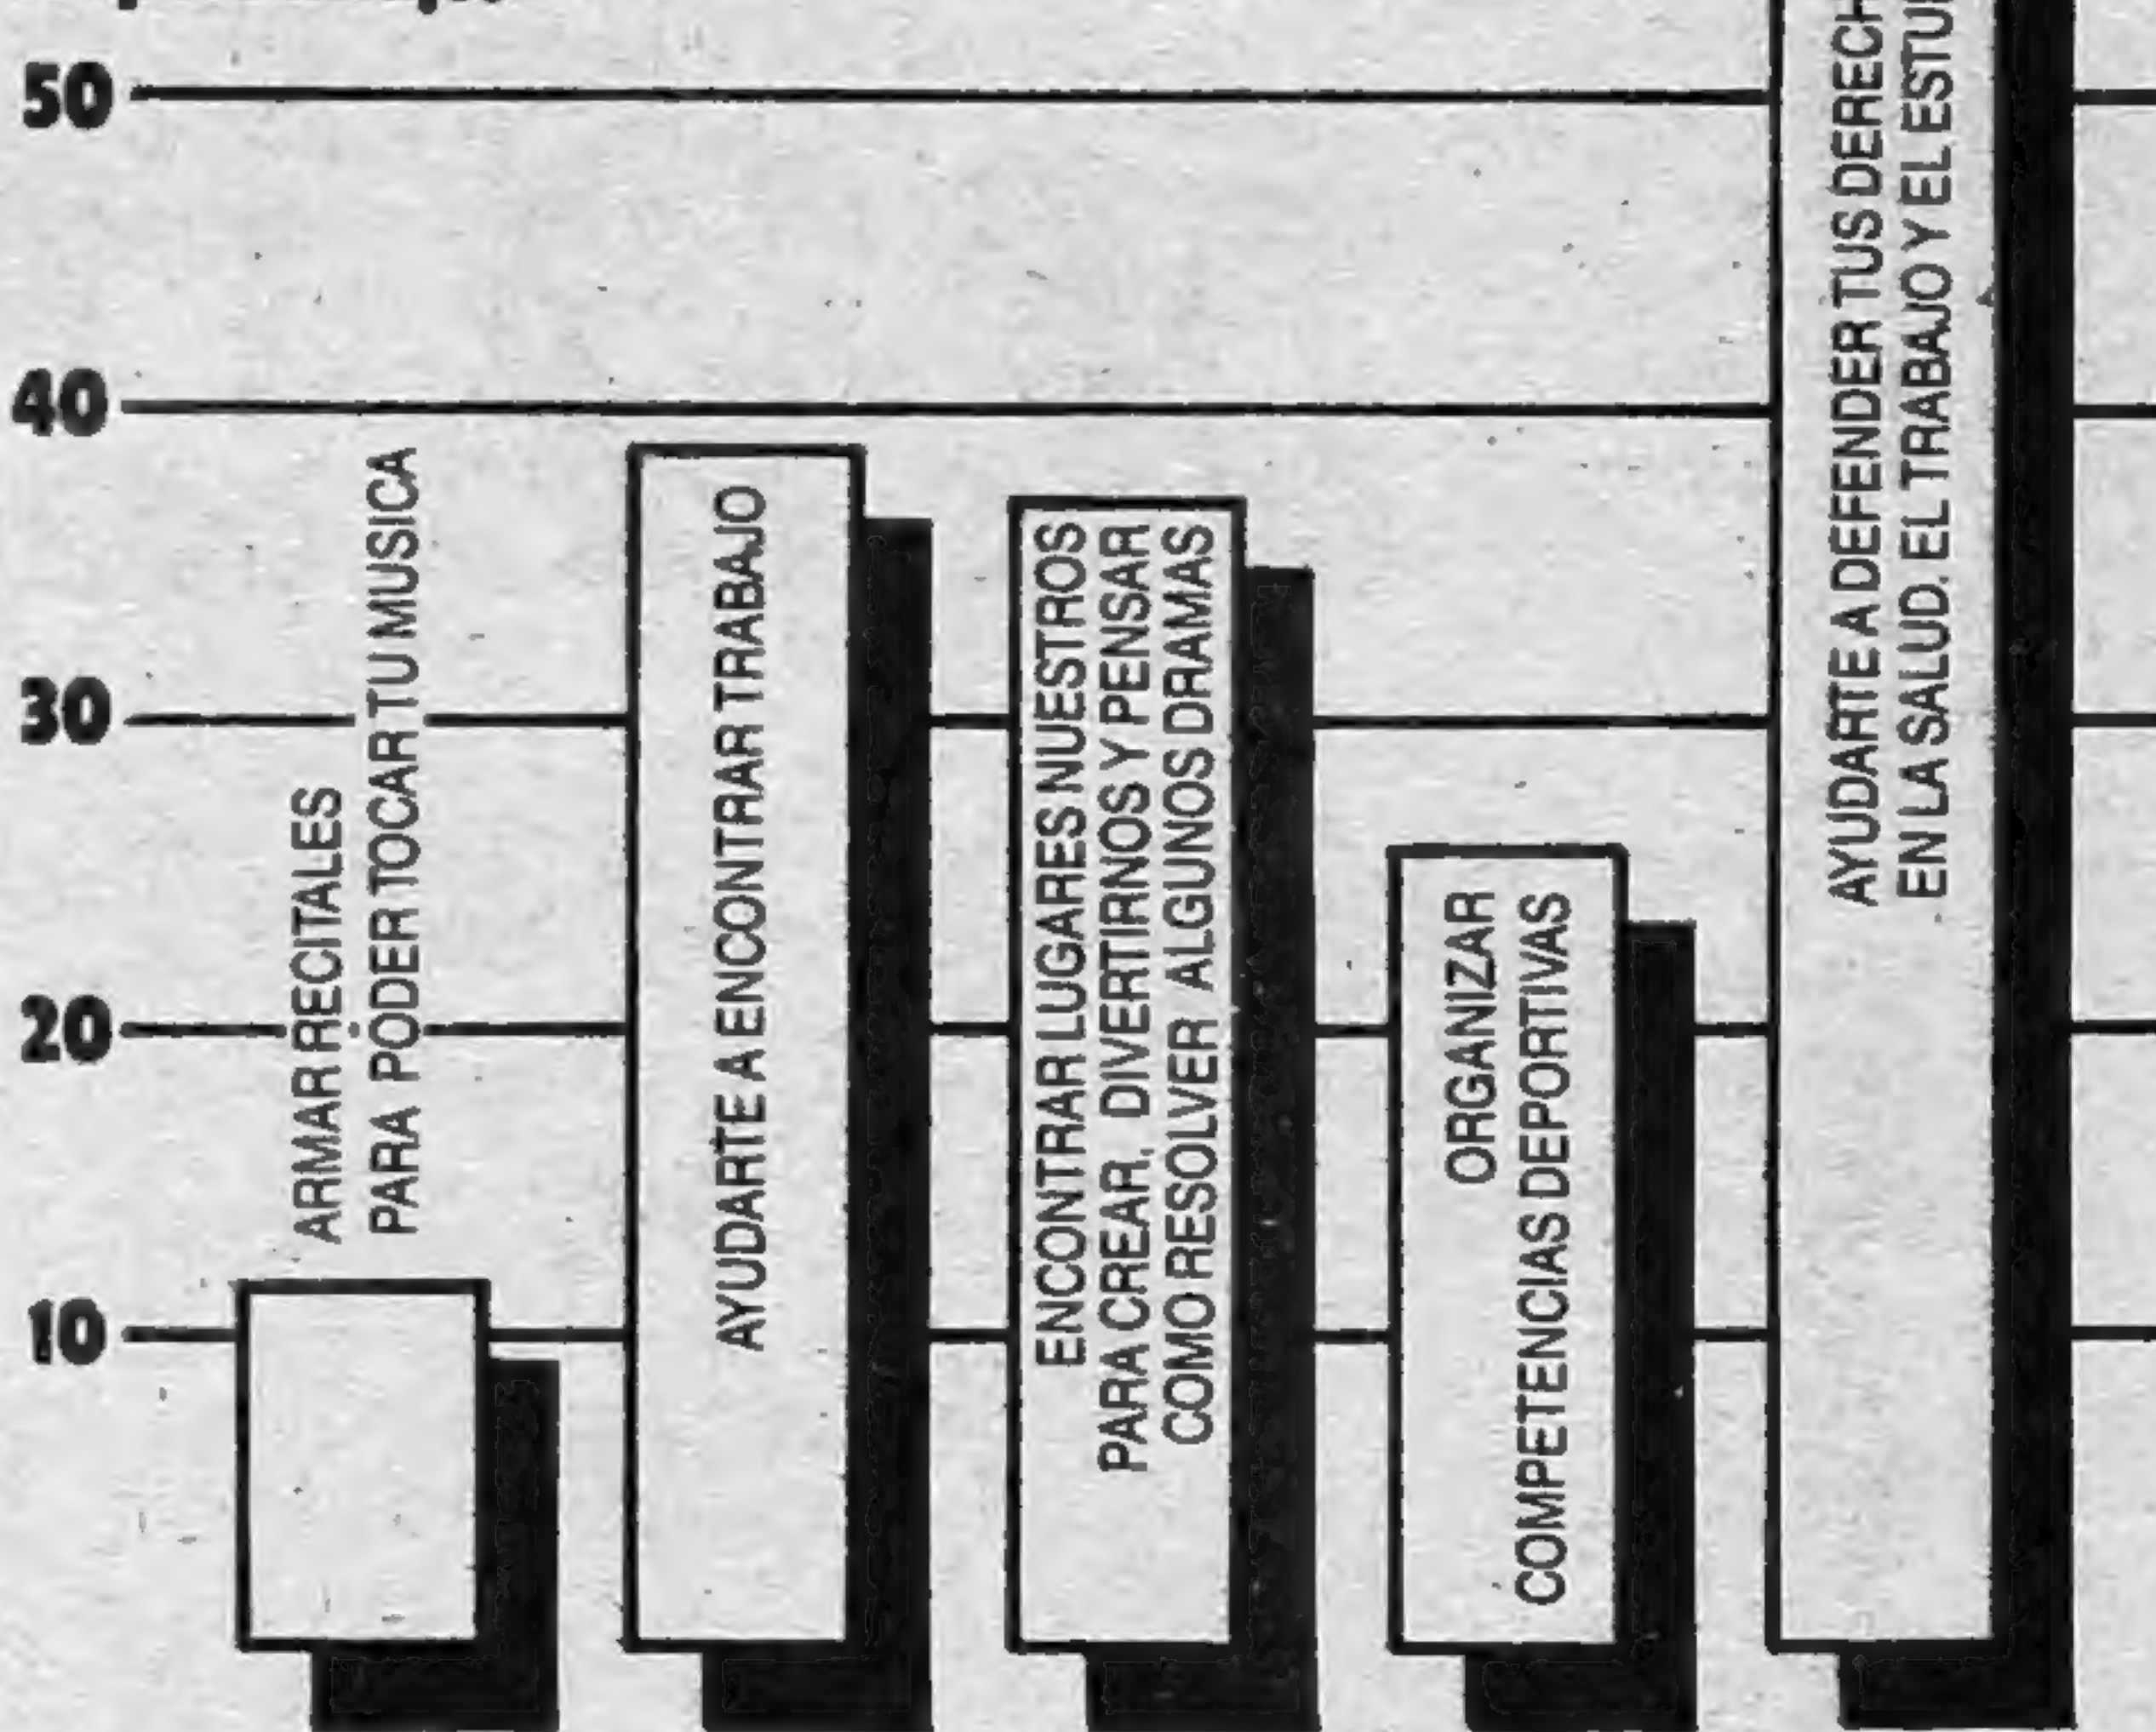 50
40
30
20
10
ARMAR RECITALES
PARA PODER TOCAR TU MUSICA
AYUDARTE A ENCONTRAR TRABAJO
ENCONTRAR LUGARES NUESTROS
PARA CREAR, DIVERTIRNOS Y PENSAR
COMO RESOLVER ALGUNOS DRAMAS
ORGANIZAR
COMPETENCIAS DEPORTIVAS
AYUDARTE A DEFENDER TUS
EN LA SALUD. EL TRABAJO Y EL